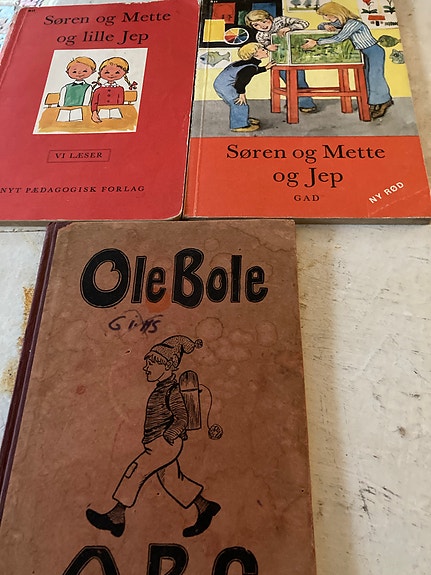 Søren og Mette
og lille Jep
VI LÆSER
NYT PÆDAGOGISK FORLAG
Søren og Mette
og Jep
GAD
NY RØD
Ole Bole
ABC